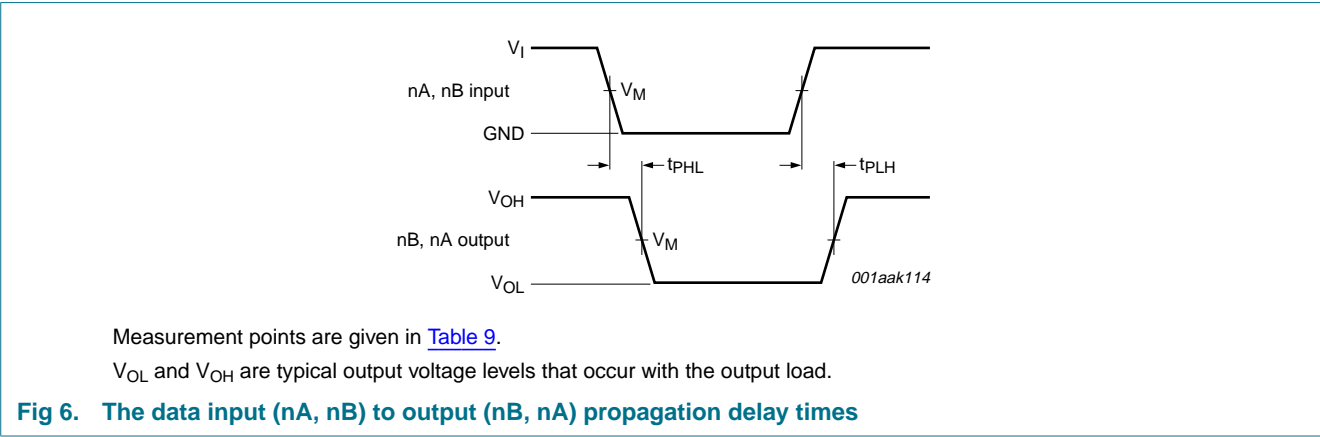 VI
nA, nB input
VM
GND
tPHL
tPLH
VOH
nB, nA output
VM
VOL
001aak114
Measurement points are given in Table 9.
VOL and VOH are typical output voltage levels that occur with the output load.
Fig 6. The data input (nA, nB) to output (nB, nA) propagation delay times